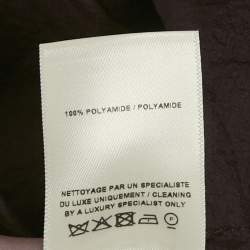 100% POLYAMIDE / POLYAMIDE
NETTOYAGE PAR UN SPECIALISTE
DU LUXE UNIQUEMENT / CLEANING
BY A LUXURY SPECIALIST ONLY
P